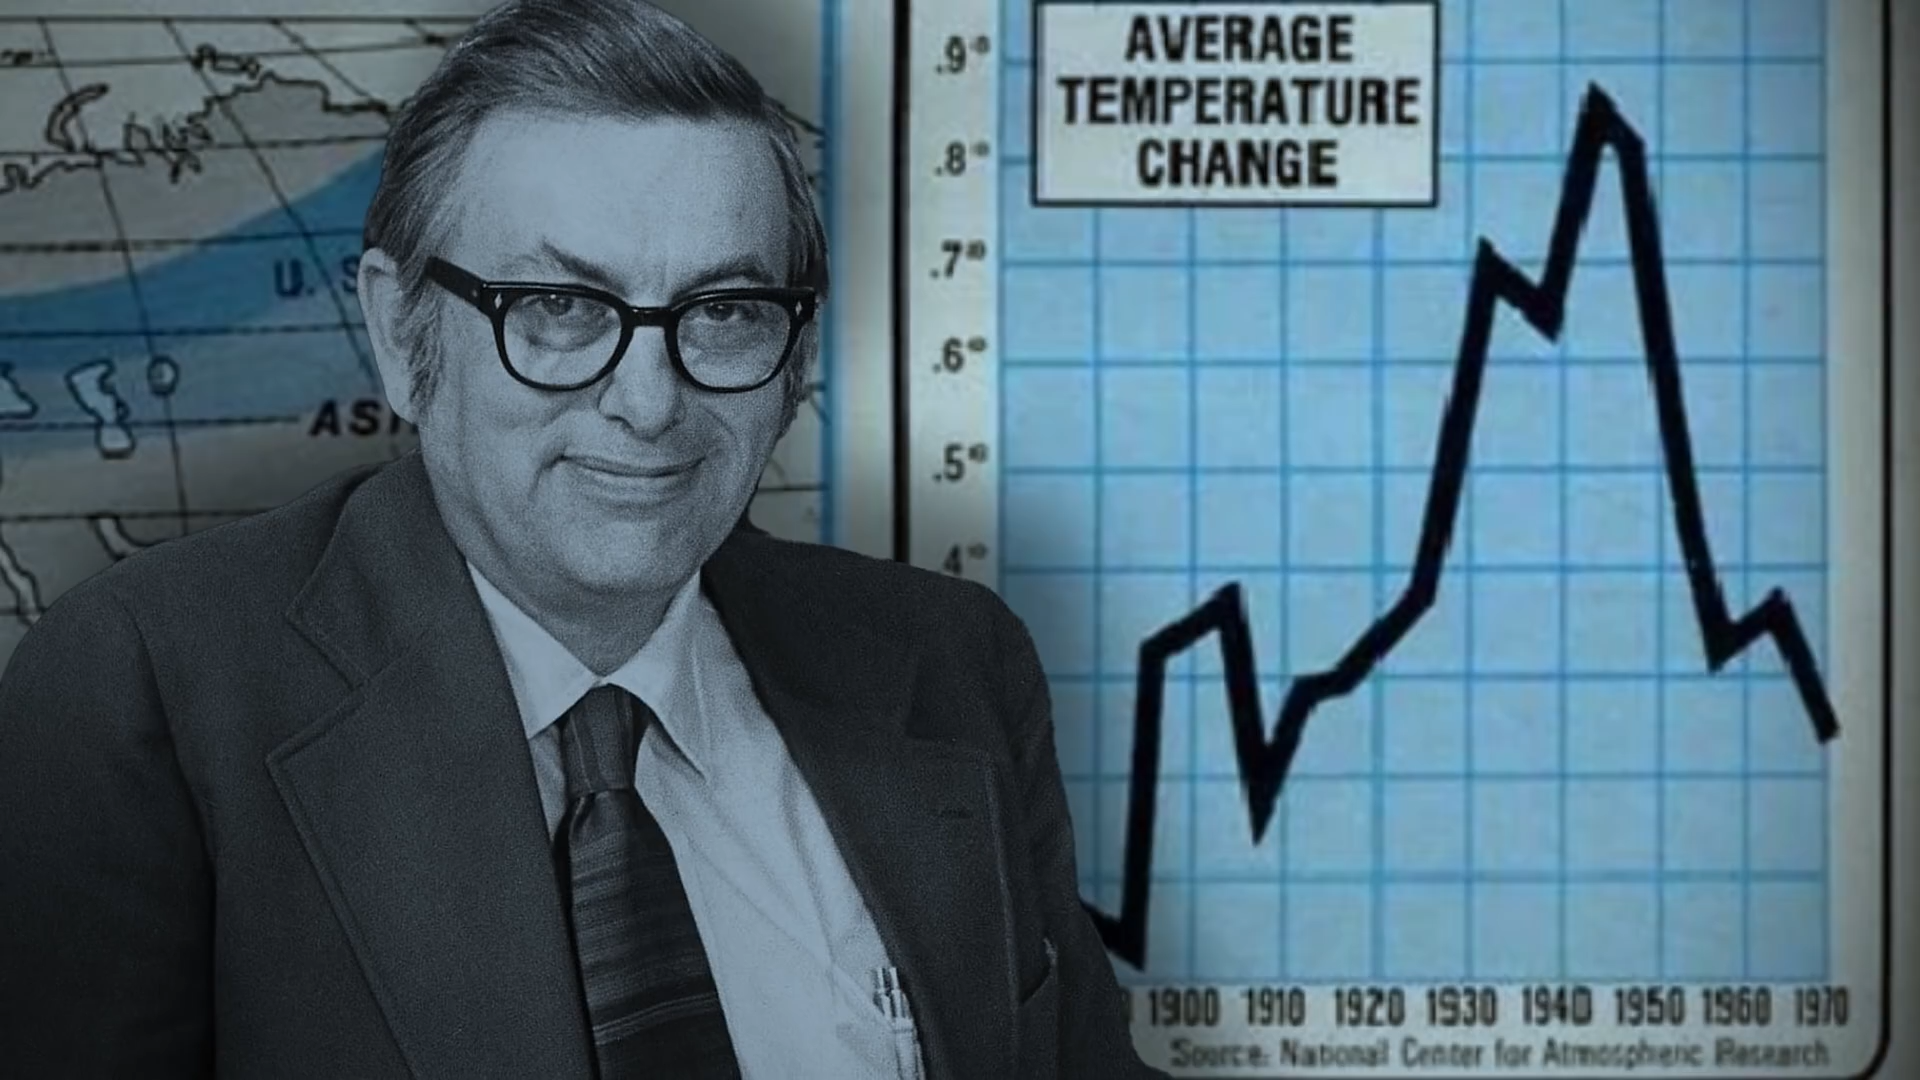 U. S
ASI
AVERAGE
TEMPERATURE
CHANGE
.9°
.8°
.7°
.6°
.5°
.4°
1900 1910 1920 1930 1940 1950 1960 1970
Source: National Center for Atmospheric Research